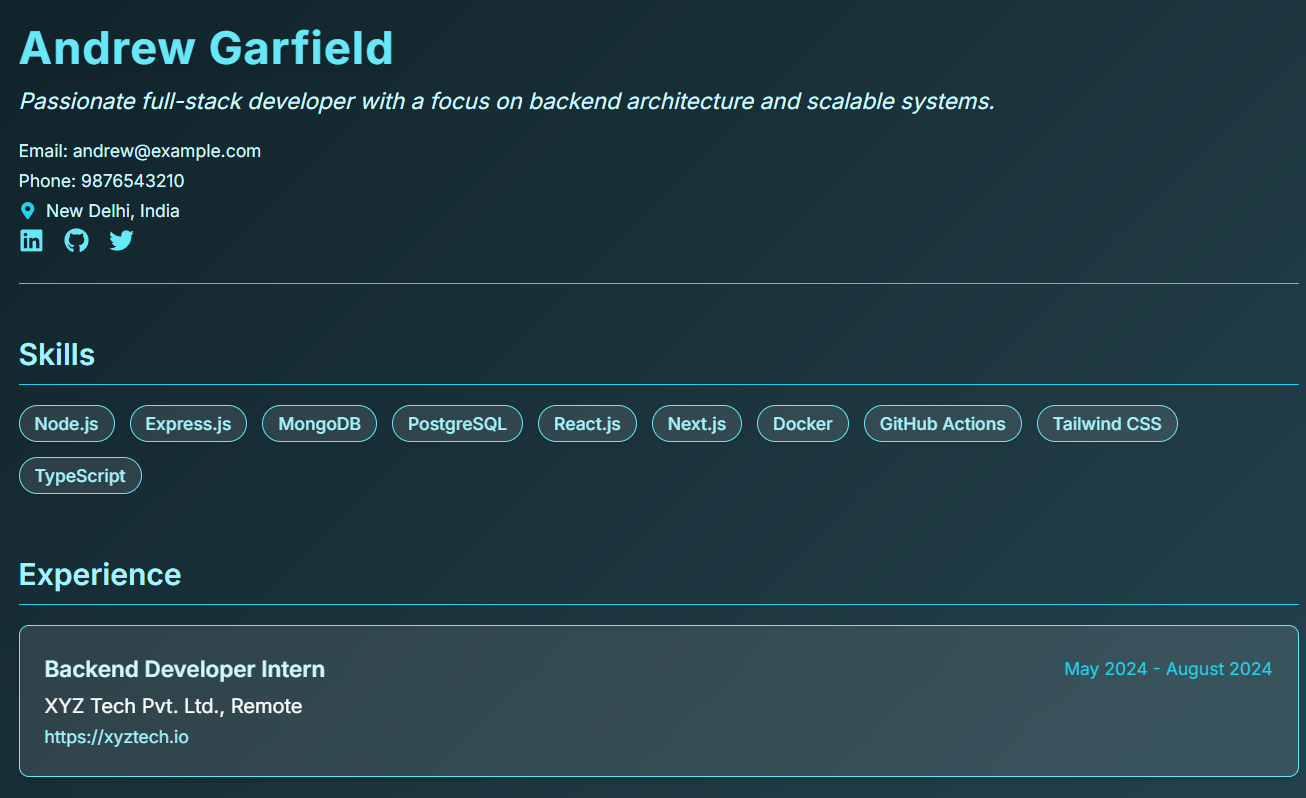 Andrew Garfield
Passionate full-stack developer with a focus on backend architecture and scalable systems.
Email: andrew@example.com
Phone: 9876543210
New Delhi, India
in
Skills
Node.js Express.js MongoDB PostgreSQL React.js Next.js Docker GitHub Actions Tailwind CSS
TypeScript
Experience
Backend Developer Intern May 2024 - August 2024
XYZ Tech Pvt. Ltd., Remote
https://xyztech.io